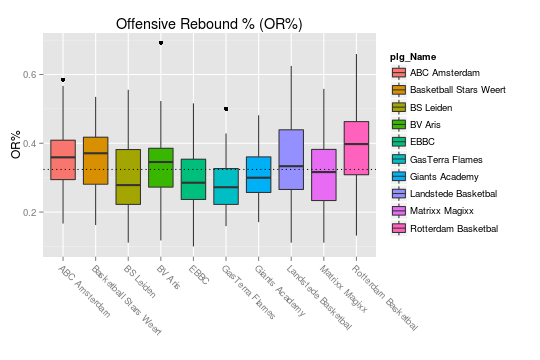 Offensive Rebound % (OR%)
OR%
0.6
0.4
0.2
ABC Amsterdam
Basketball Stars Weert
BS Leiden
BV Aris
EBBC
GasTerra Flames
Giants Academy
Landstede Basketbal
Matrixx Magixx
Rotterdam Basketbal
plg_Name
ABC Amsterdam
Basketball Stars Weert
BS Leiden
BV Aris
EBBC
GasTerra Flames
Giants Academy
Landstede Basketbal
Matrixx Magixx
Rotterdam Basketbal